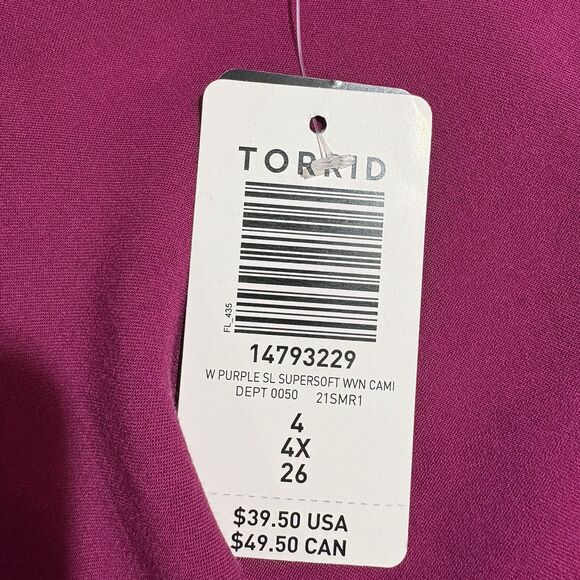 TORRID
FL_435
14793229
W PURPLE SL SUPERSOFT WVN CAMI
DEPT 0050 21SMR1
4
4X
26
$39.50 USA
$49.50 CAN